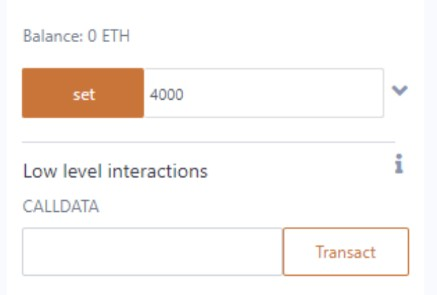 Balance: 0 ETH
set 4000
Low level interactions
i
CALLDATA
Transact